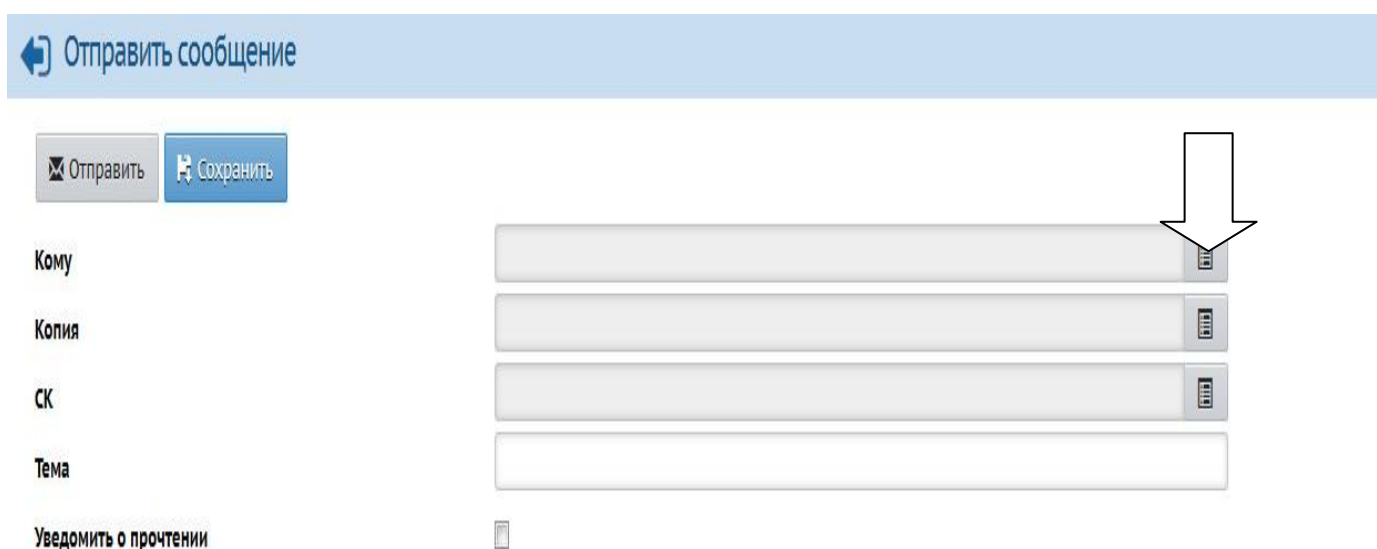 Отправить сообщение
Отправить Сохранить
Кому
Копия
СК
Тема
Уведомить о прочтении